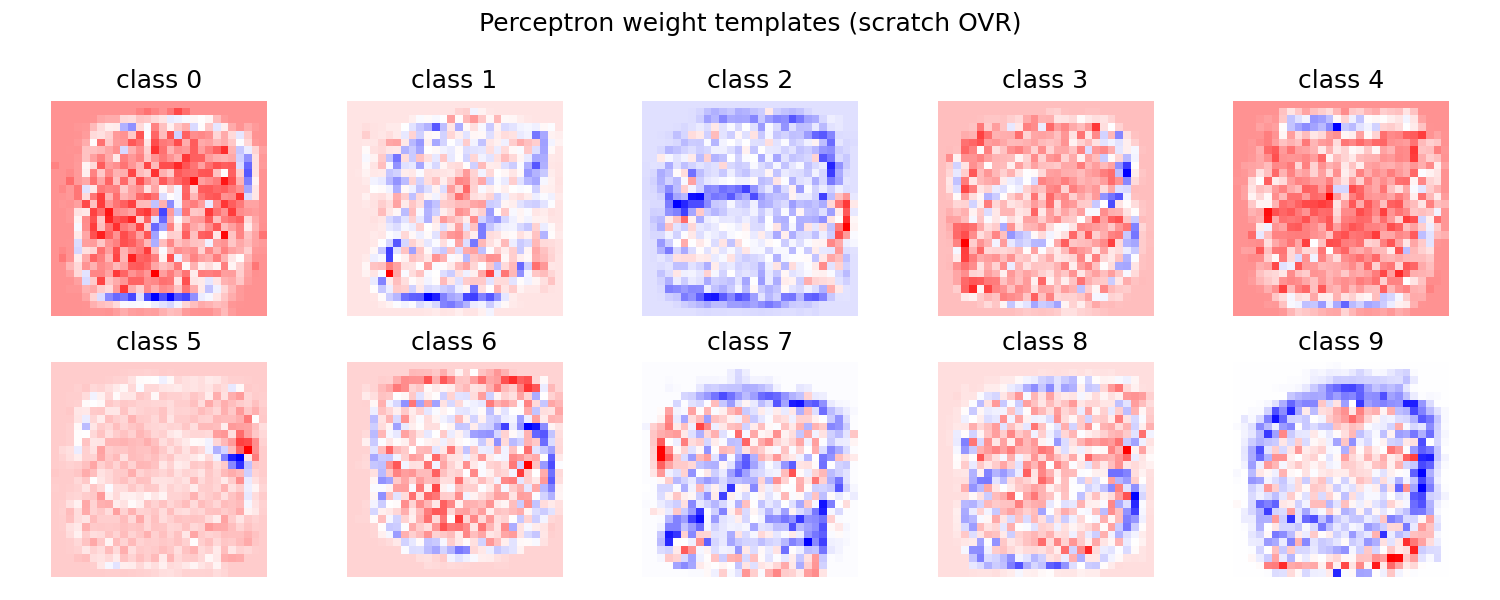 Perceptron weight templates (scratch OVR)
class 0 class 1 class 2 class 3 class 4
class 5 class 6 class 7 class 8 class 9